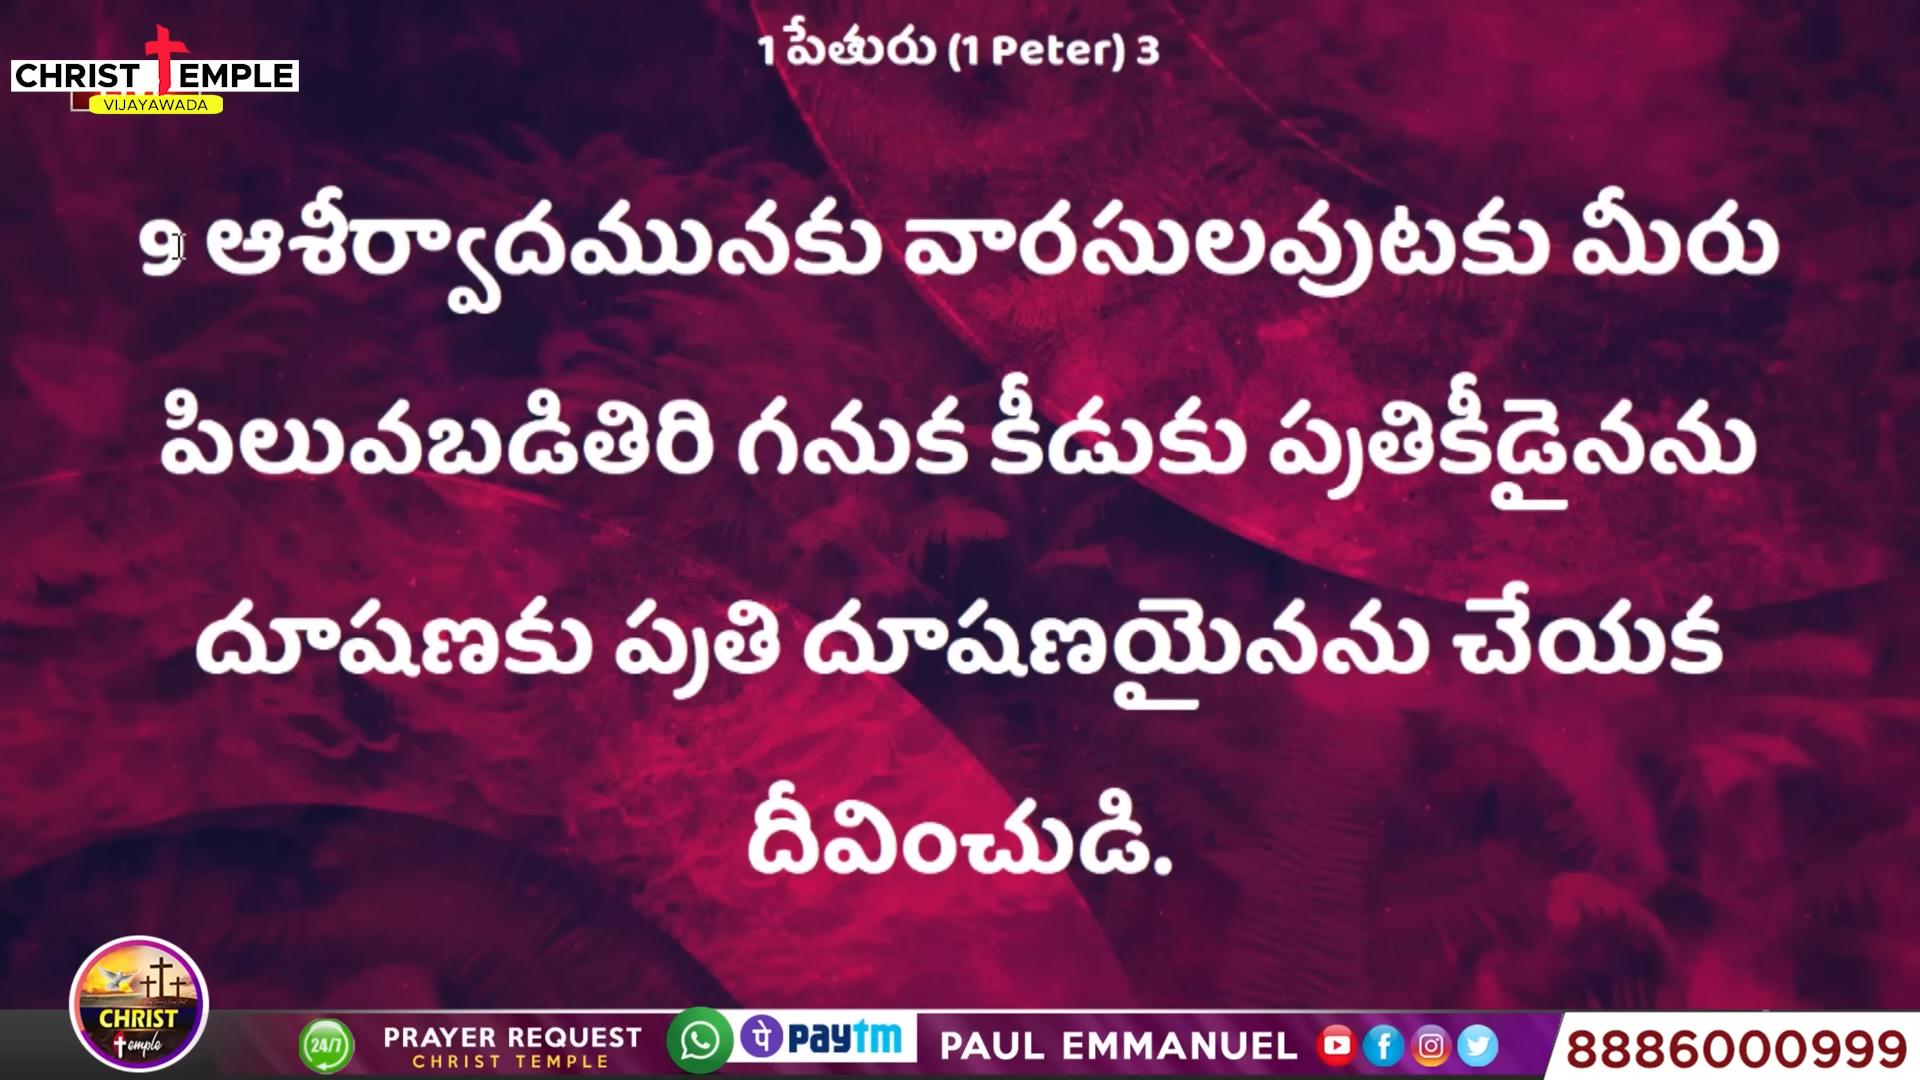 1 పేతురు (1 Peter) 3
CHRIST TEMPLE
VIJAYAWADA
9 ఆశీర్వాదమునకు వారసులవుటకు మీరు
పిలువబడితిరి గనుక కీడుకు ప్రతికీడైనను
దూషణకు ప్రతి దూషణయైనను చేయక
దీవించుడి.
CHRIST
Temple
24/7
PRAYER REQUEST
CHRIST TEMPLE
पे paytm
PAUL EMMANUEL
8886000999